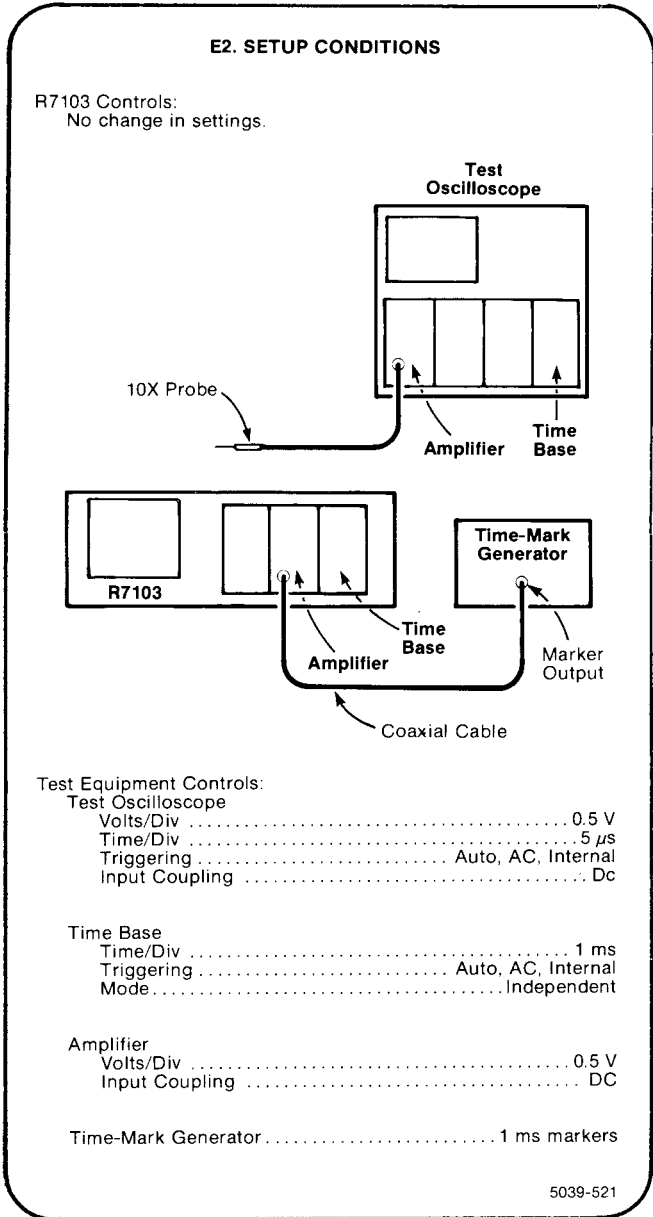 E2. SETUP CONDITIONS
R7103 Controls:
No change in settings.
Test
Oscilloscope
10X Probe
Amplifier
Time
Base
R7103
Time-Mark
Generator
Time
Base
Amplifier
Marker
Output
Coaxial Cable
Test Equipment Controls:
Test Oscilloscope
Volts/Div ........................................ 0.5 V
Time/Div ........................................ 5 μs
Triggering ........................... Auto, AC, Internal
Input Coupling .................................... Dc
Time Base
Time/Div ........................................ 1 ms
Triggering ........................... Auto, AC, Internal
Mode ..................................... Independent
Amplifier
Volts/Div ........................................ 0.5 V
Input Coupling .................................... DC
Time-Mark Generator ......................... 1 ms markers
5039-521